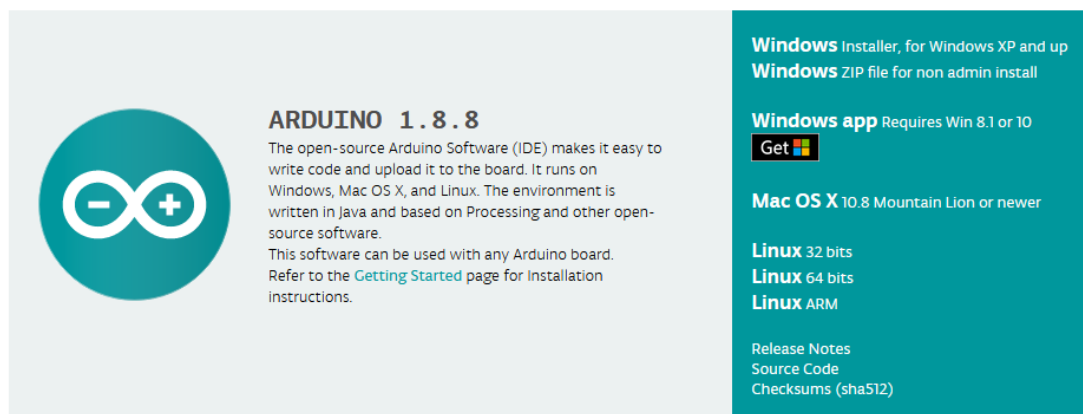 ARDUINO 1.8.8
The open-source Arduino Software (IDE) makes it easy to
write code and upload it to the board. It runs on
Windows, Mac OS X, and Linux. The environment is
written in Java and based on Processing and other open-
source software.
This software can be used with any Arduino board.
Refer to the Getting Started page for Installation
instructions.
Windows Installer, for Windows XP and up
Windows ZIP file for non admin install
Windows app Requires Win 8.1 or 10
Get
Mac OS X 10.8 Mountain Lion or newer
Linux 32 bits
Linux 64 bits
Linux ARM
Release Notes
Source Code
Checksums (sha512)